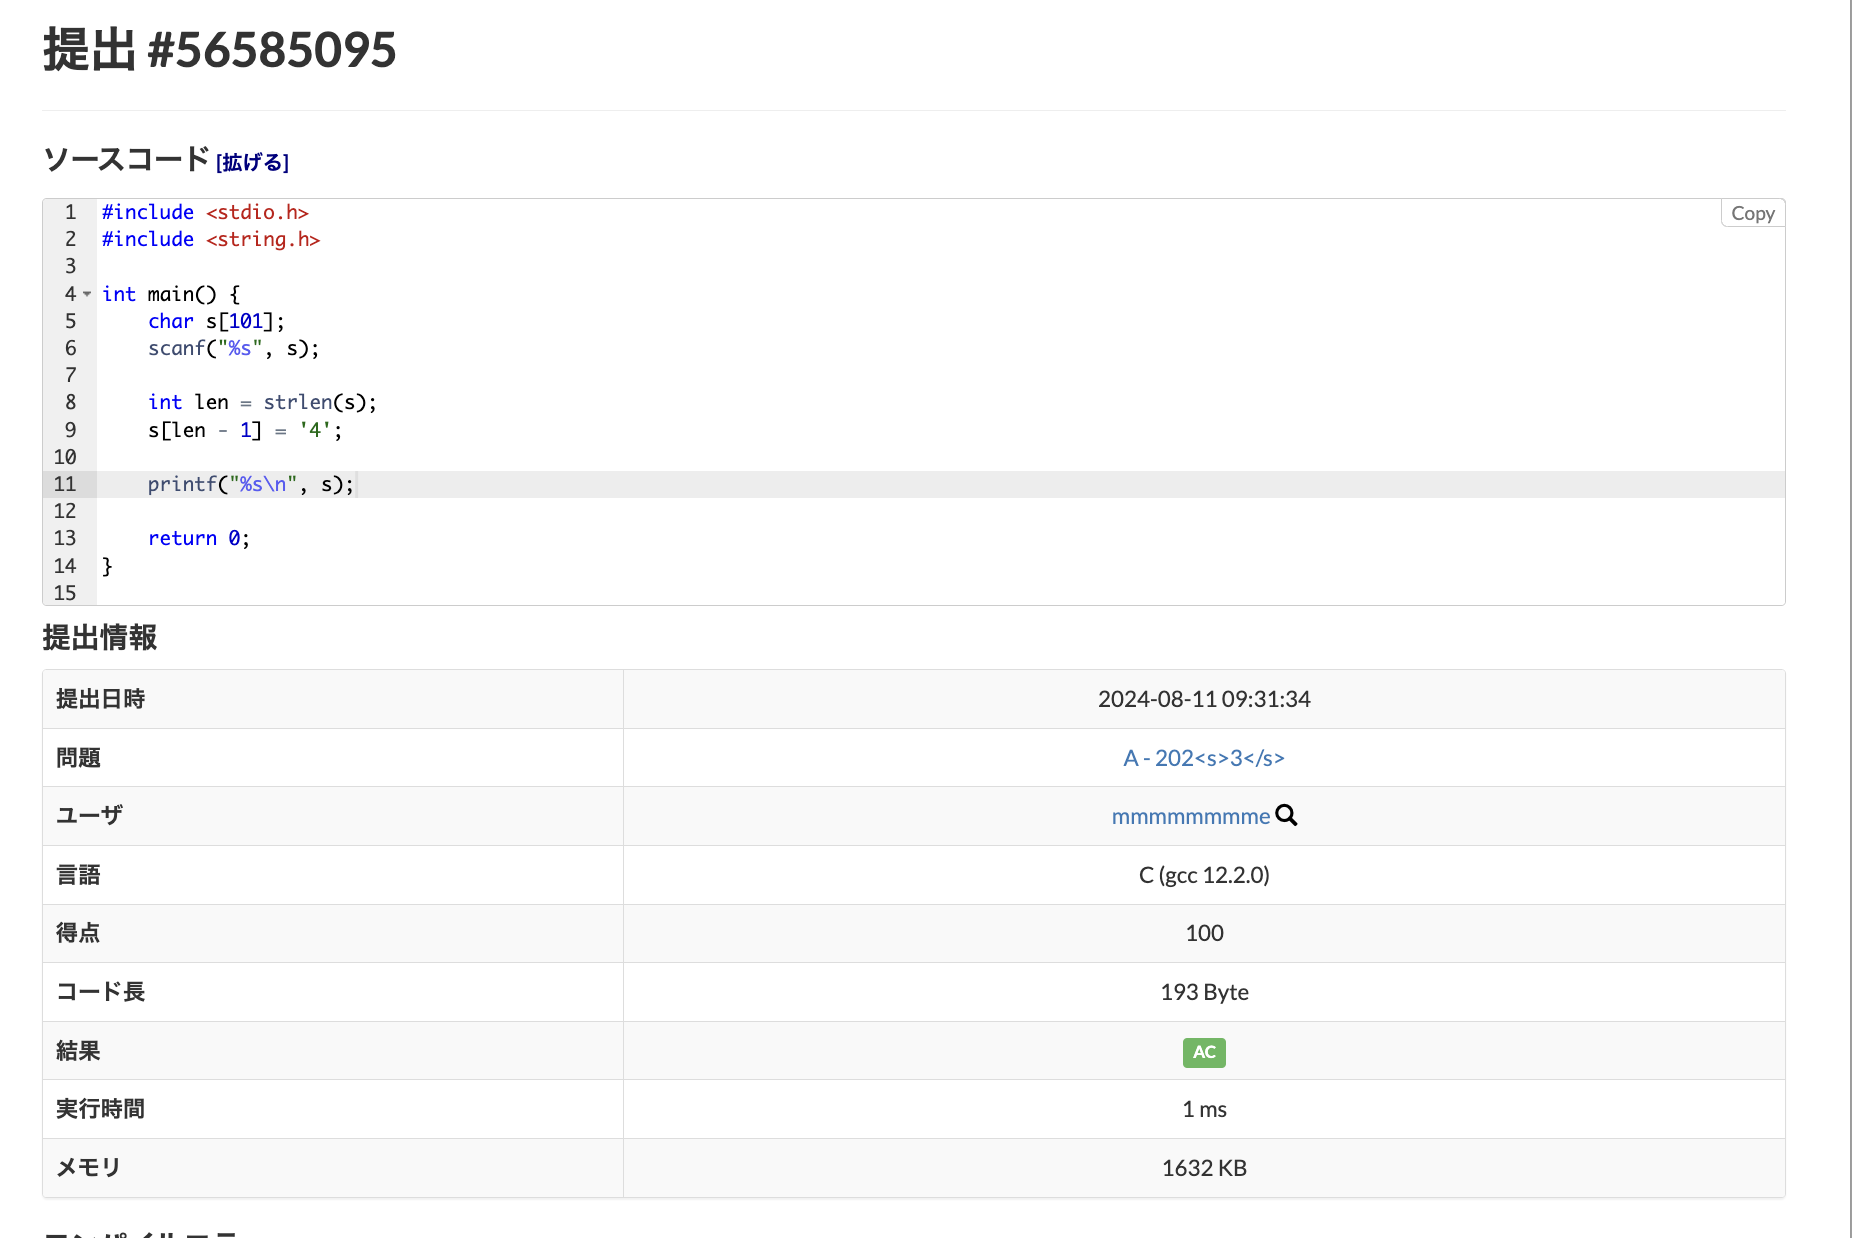 提出 #56585095
ソースコード [拡げる]
Copy
1 #include <stdio.h>
2 #include <string.h>
3
4 int main() {
5     char s[101];
6     scanf("%s", s);
7
8     int len = strlen(s);
9     s[len - 1] = '4';
10
11     printf("%s\n", s);
12
13     return 0;
14 }
15
提出情報
提出日時 2024-08-11 09:31:34
問題 A - 202<s>3</s>
ユーザ mmmmmmmmme
言語 C (gcc 12.2.0)
得点 100
コード長 193 Byte
結果 AC
実行時間 1 ms
メモリ 1632 KB